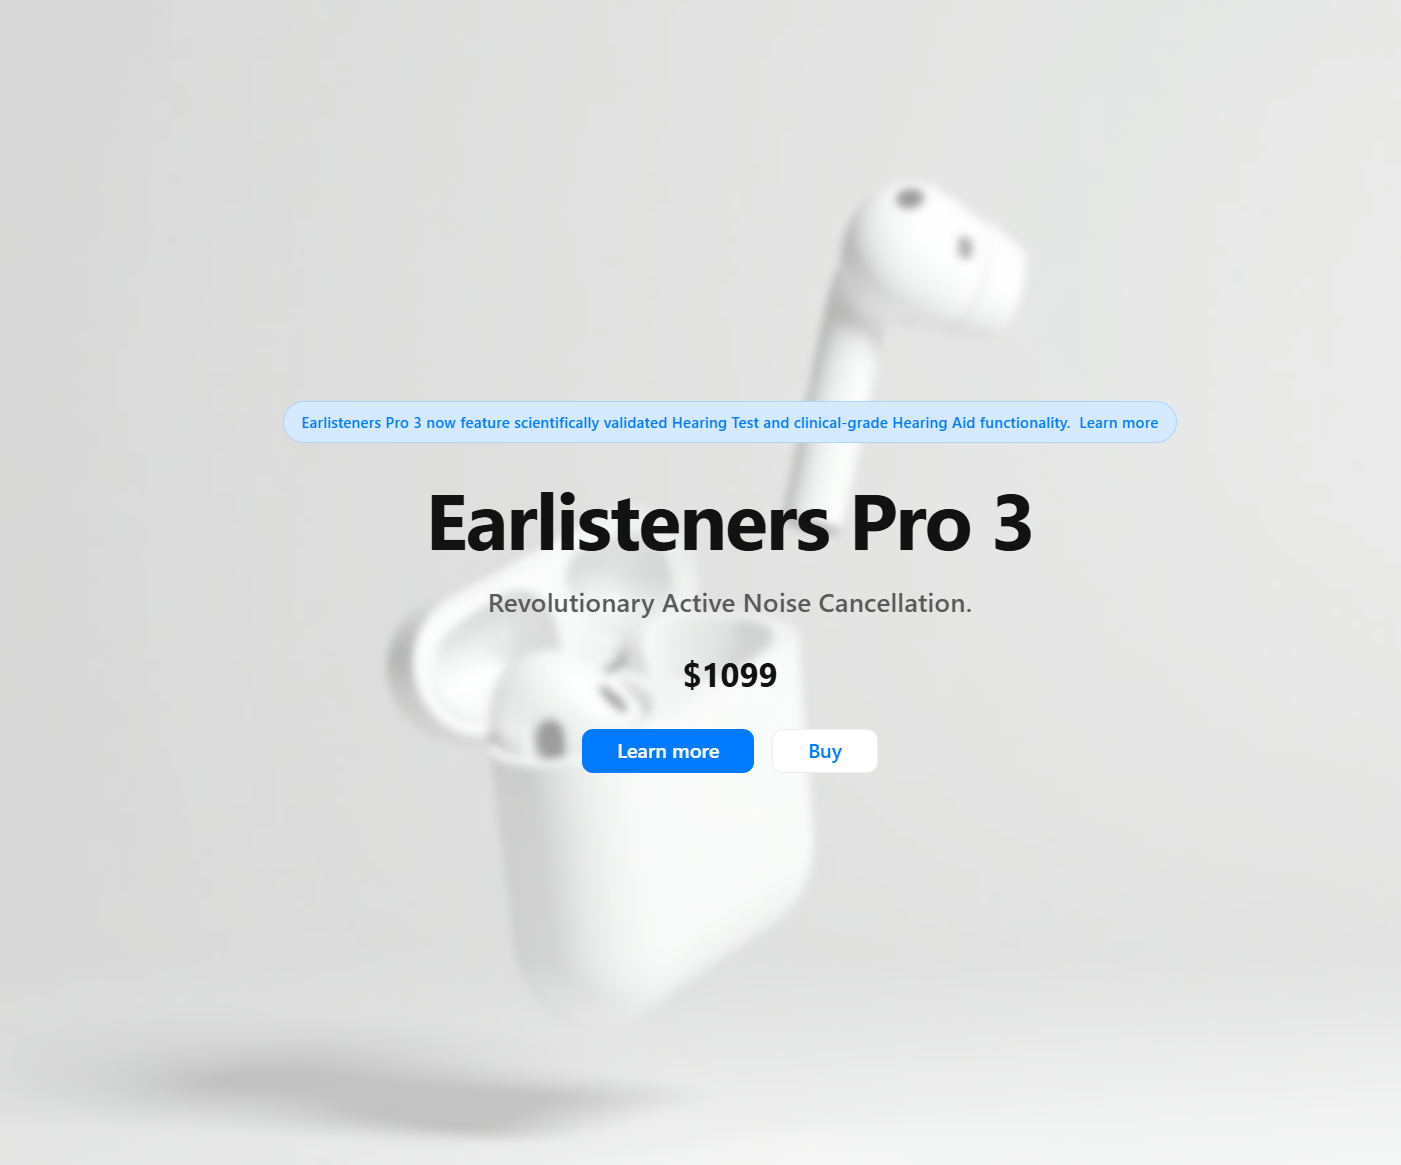 Earlisteners Pro 3 now feature scientifically validated Hearing Test and clinical-grade Hearing Aid functionality. Learn more
Earlisteners Pro 3
Revolutionary Active Noise Cancellation.
$1099
Learn more Buy